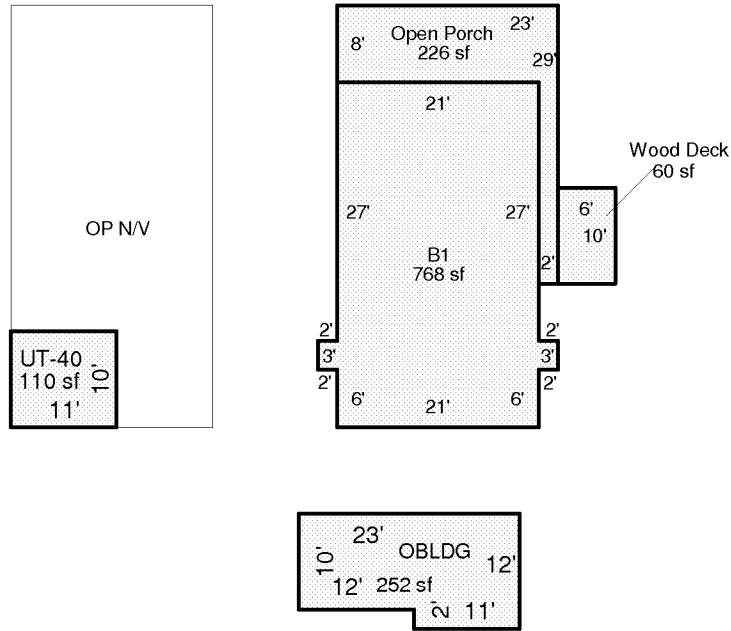 23'
Open Porch
8'
226 sf
29'
21'
Wood Deck
60 sf
27'
27'
6'
OP N/V
10'
B1
2'
768 sf
2'
2'
UT-40
3'
3'
110 sf
10'
2'
2'
11'
6'
21'
6'
23'
OBLDG
10'
12'
12'
252 sf
2'
11'